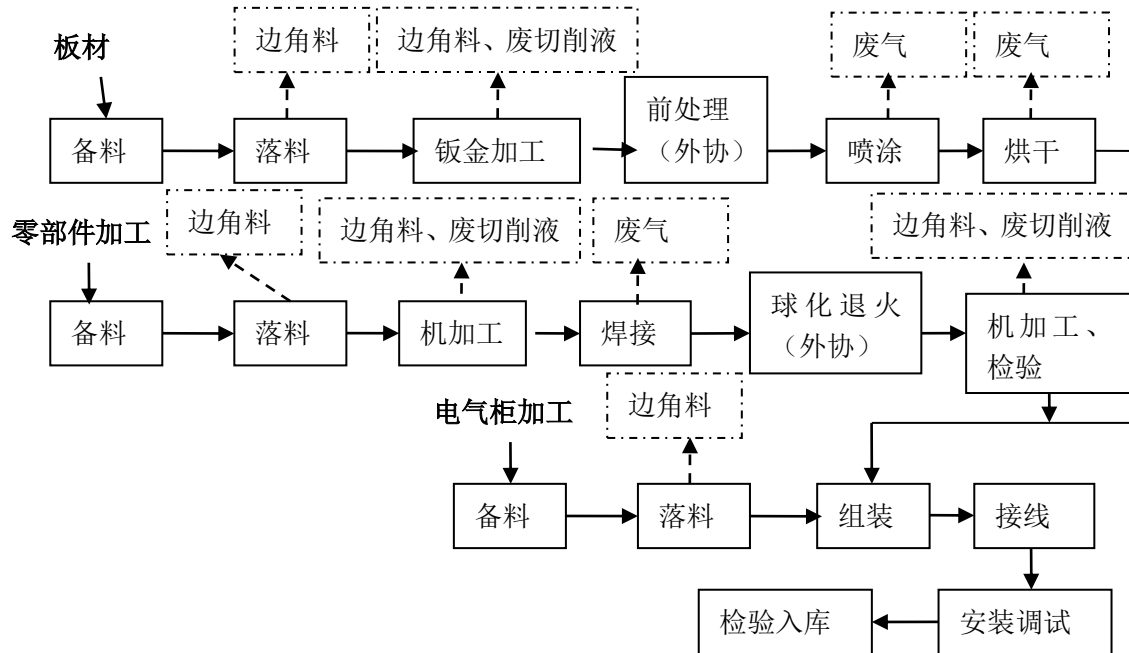 边角料
边角料、废切削液
废气
废气
板材
备料
落料
钣金加工
前处理
（外协）
喷涂
烘干
边角料
边角料、废切削液
废气
边角料、废切削液
零部件加工
备料
落料
机加工
焊接
球化退火
（外协）
机加工、
检验
电气柜加工
边角料
备料
落料
组装
接线
检验入库
安装调试